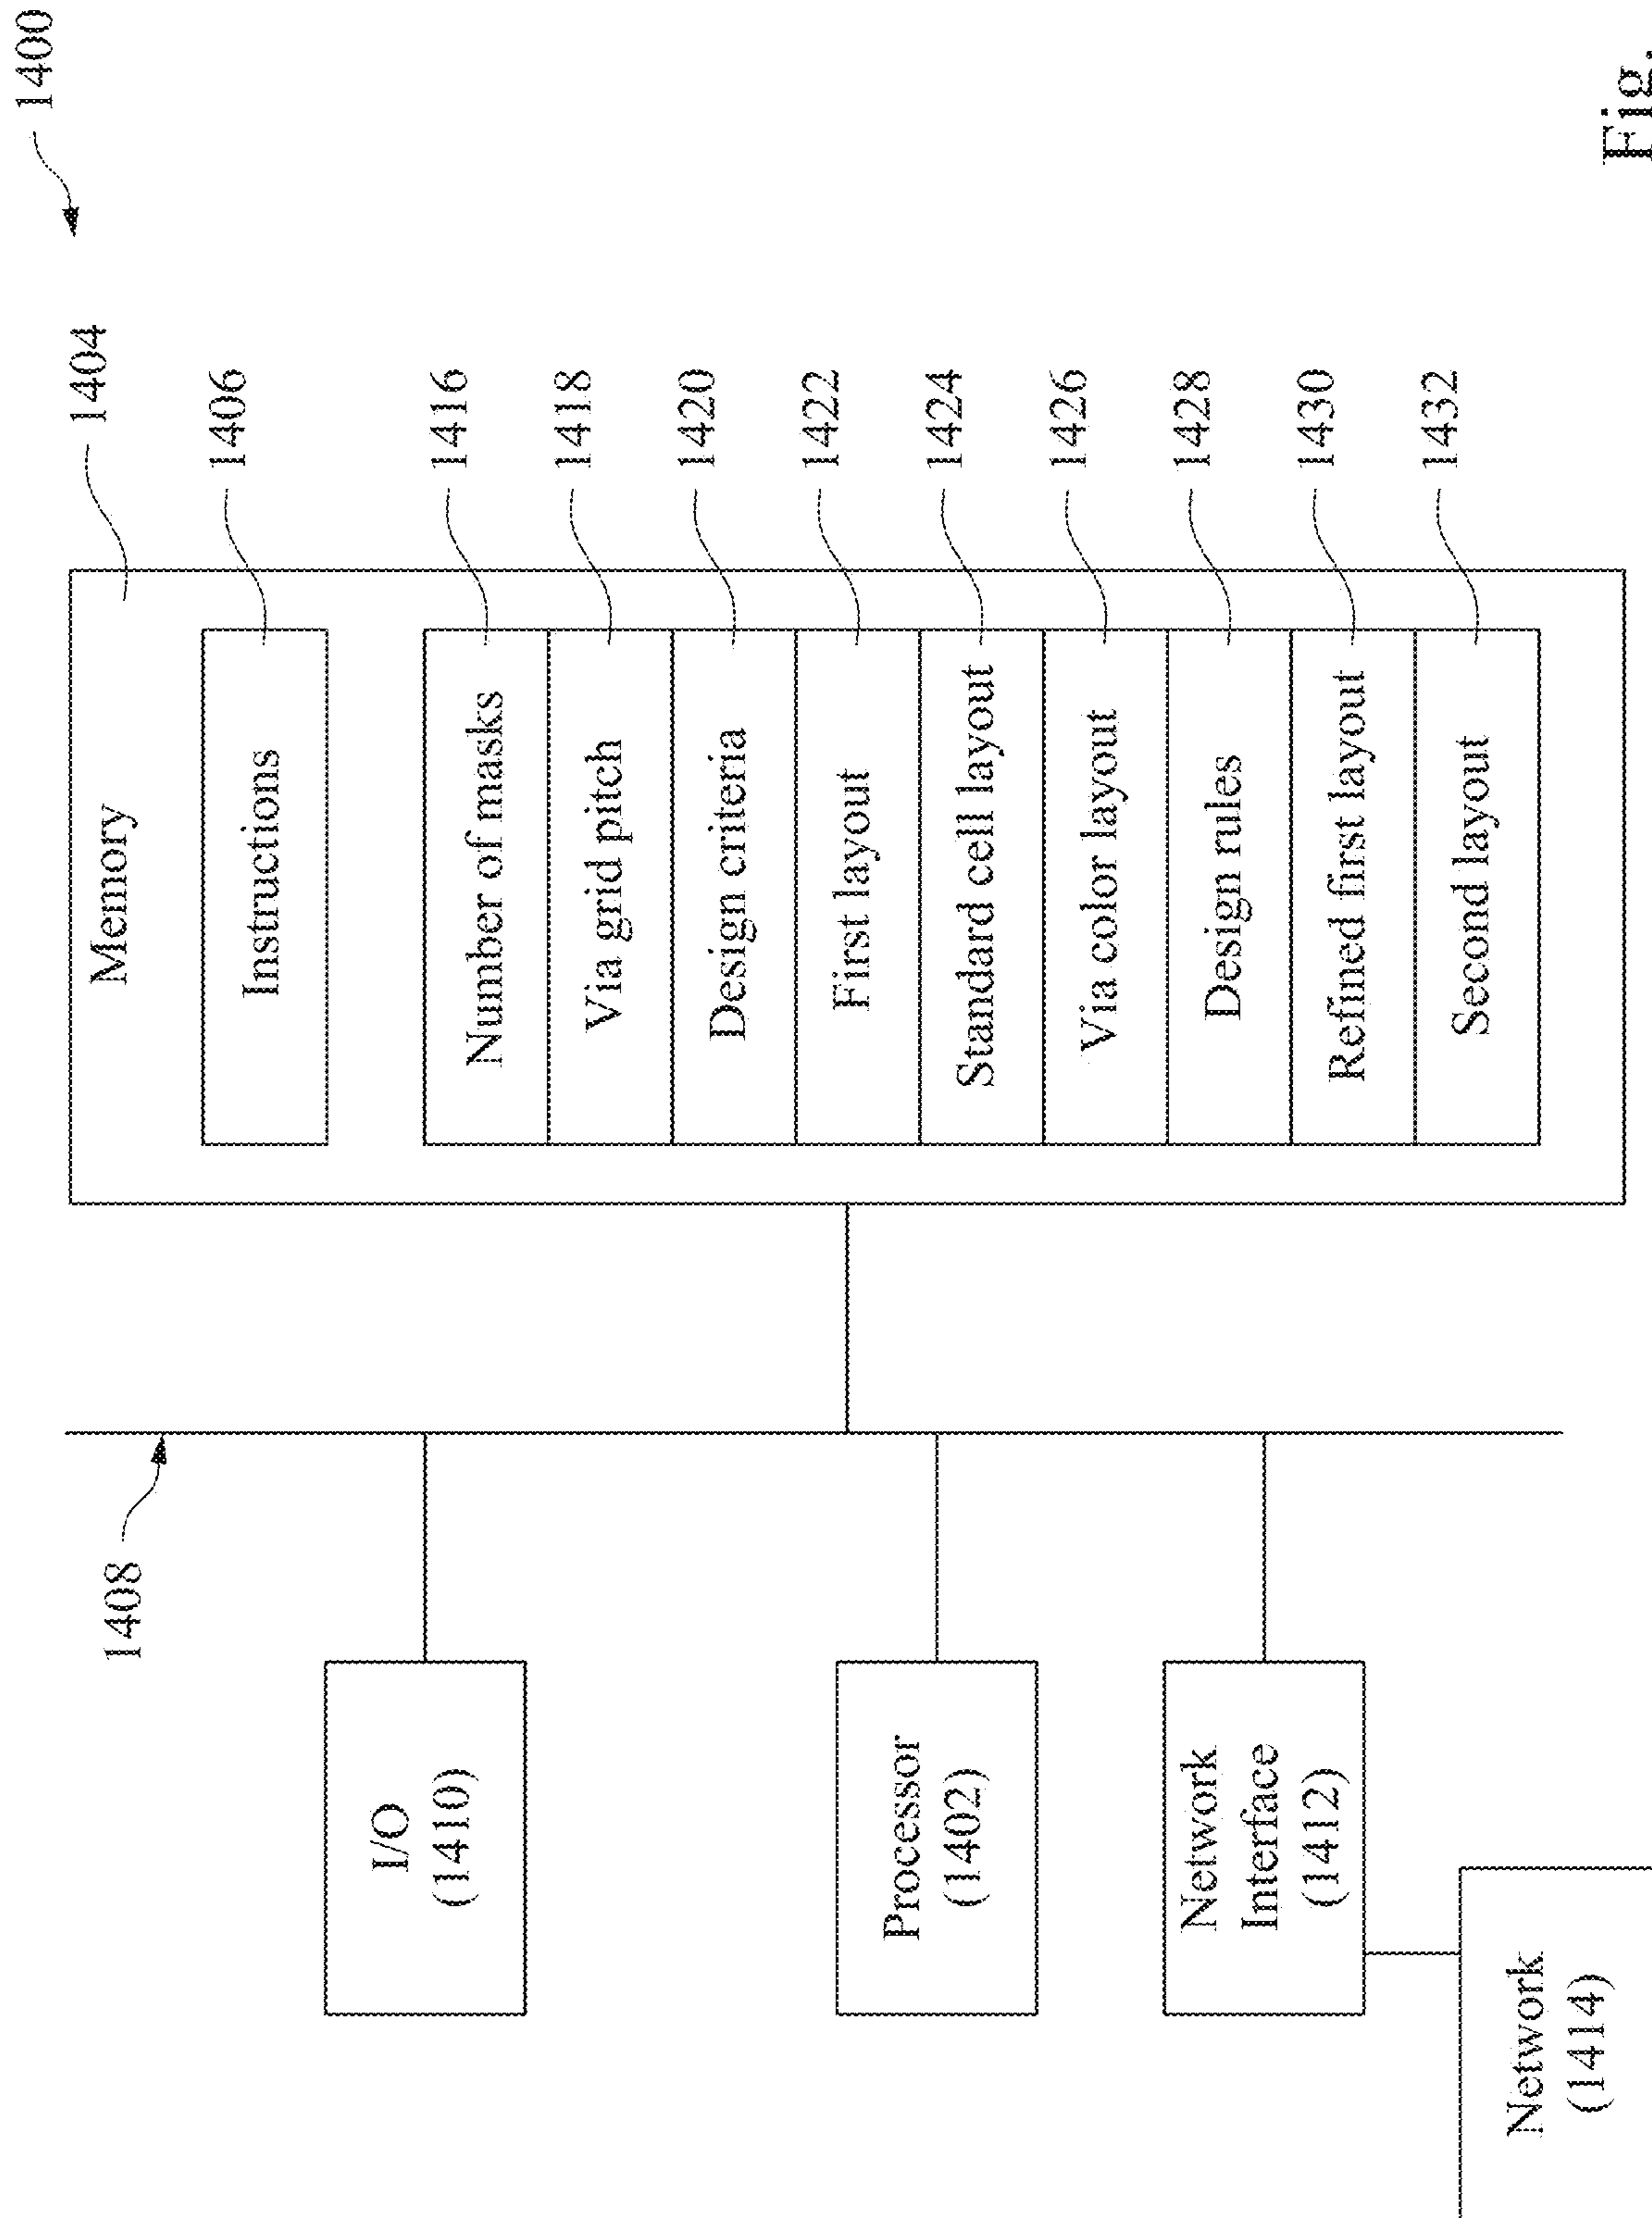 1400
1404
Memory
1406
Instructions
1416
Number of masks
1418
Via grid pitch
1420
Design criteria
1422
First layout
1424
Standard cell layout
1426
Via color layout
1428
Design rules
1430
Refined first layout
1432
Second layout
1408
I/O
(1410)
Processor
(1402)
Network
Interface
(1412)
Network
(1414)
Fig.